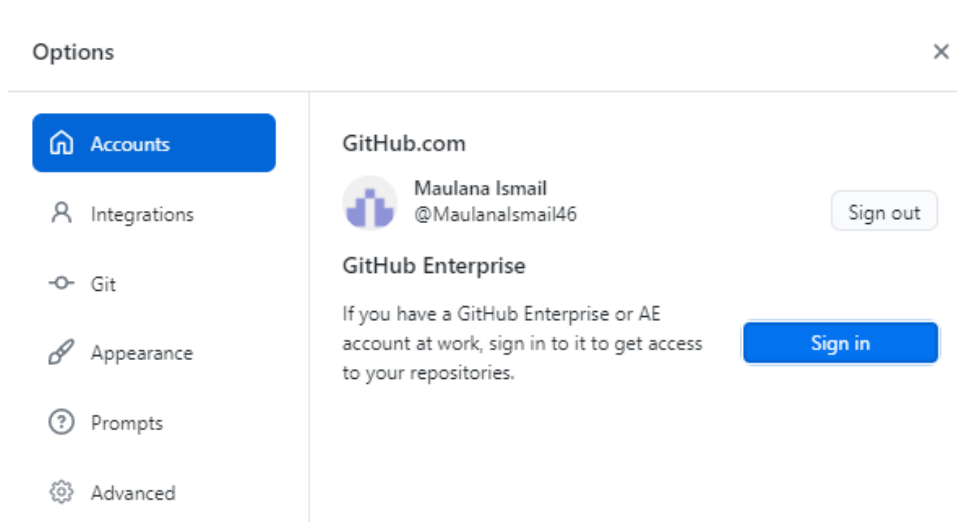 Options
Accounts
Integrations
Git
Appearance
Prompts
Advanced
GitHub.com
Maulana Ismail
@MaulanaIsmail46
Sign out
GitHub Enterprise
If you have a GitHub Enterprise or AE
account at work, sign in to it to get access
to your repositories.
Sign in